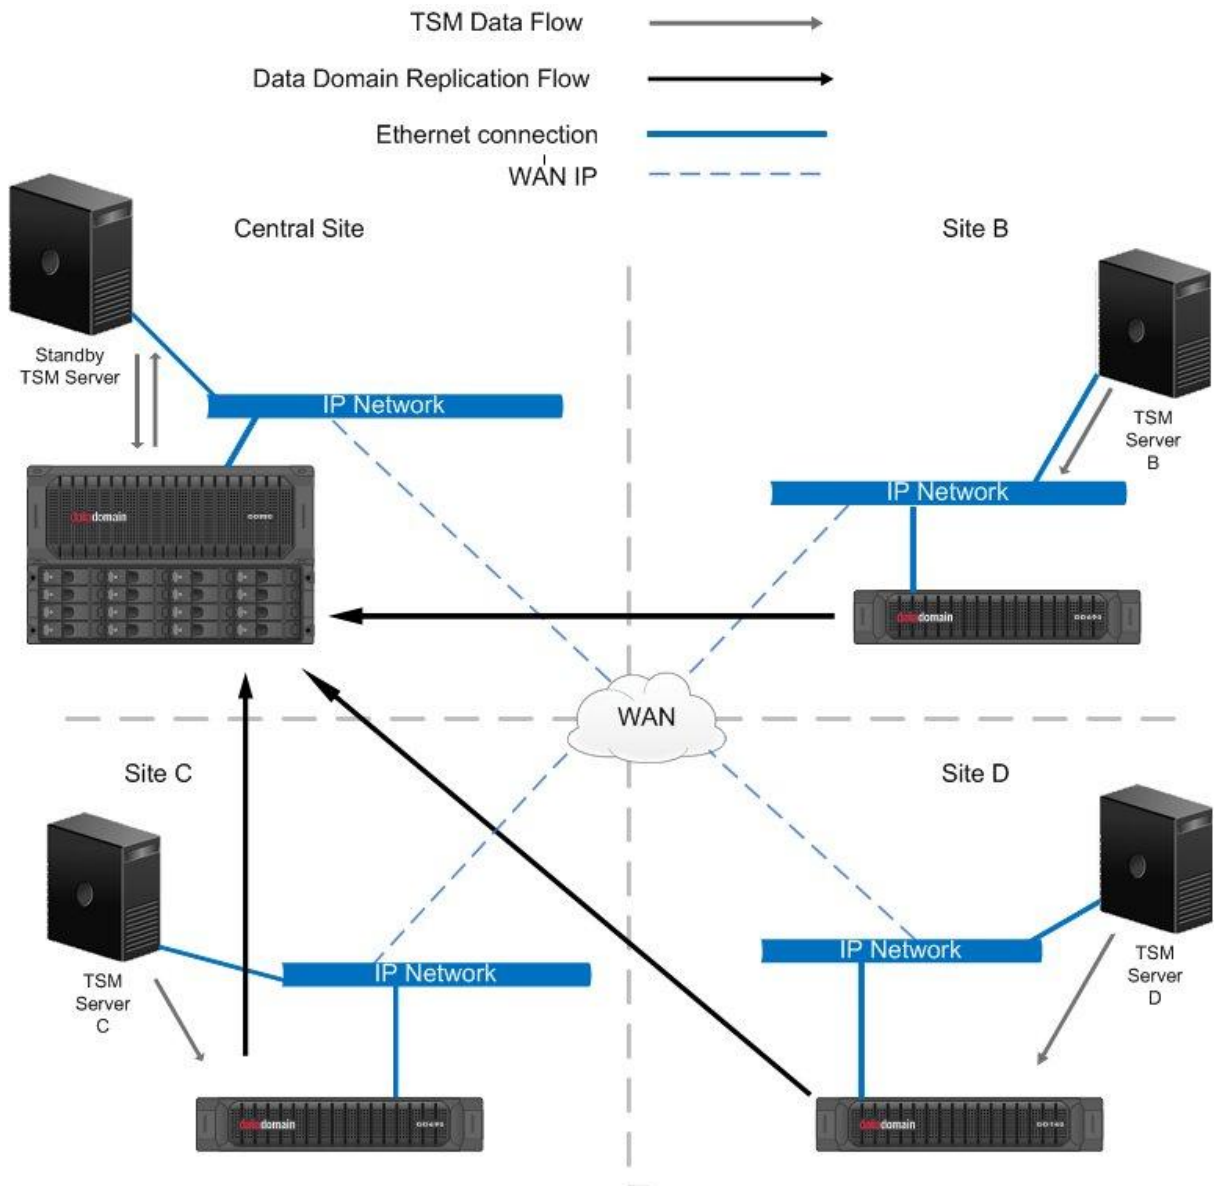 TSM Data Flow
Data Domain Replication Flow
Ethernet connection
WAN IP
Central Site
Site B
Standby
TSM Server
IP Network
TSM
Server
B
IP Network
datadomain
datadomain
WAN
Site C
Site D
TSM
Server
C
IP Network
TSM
Server
D
IP Network
datadomain
datadomain